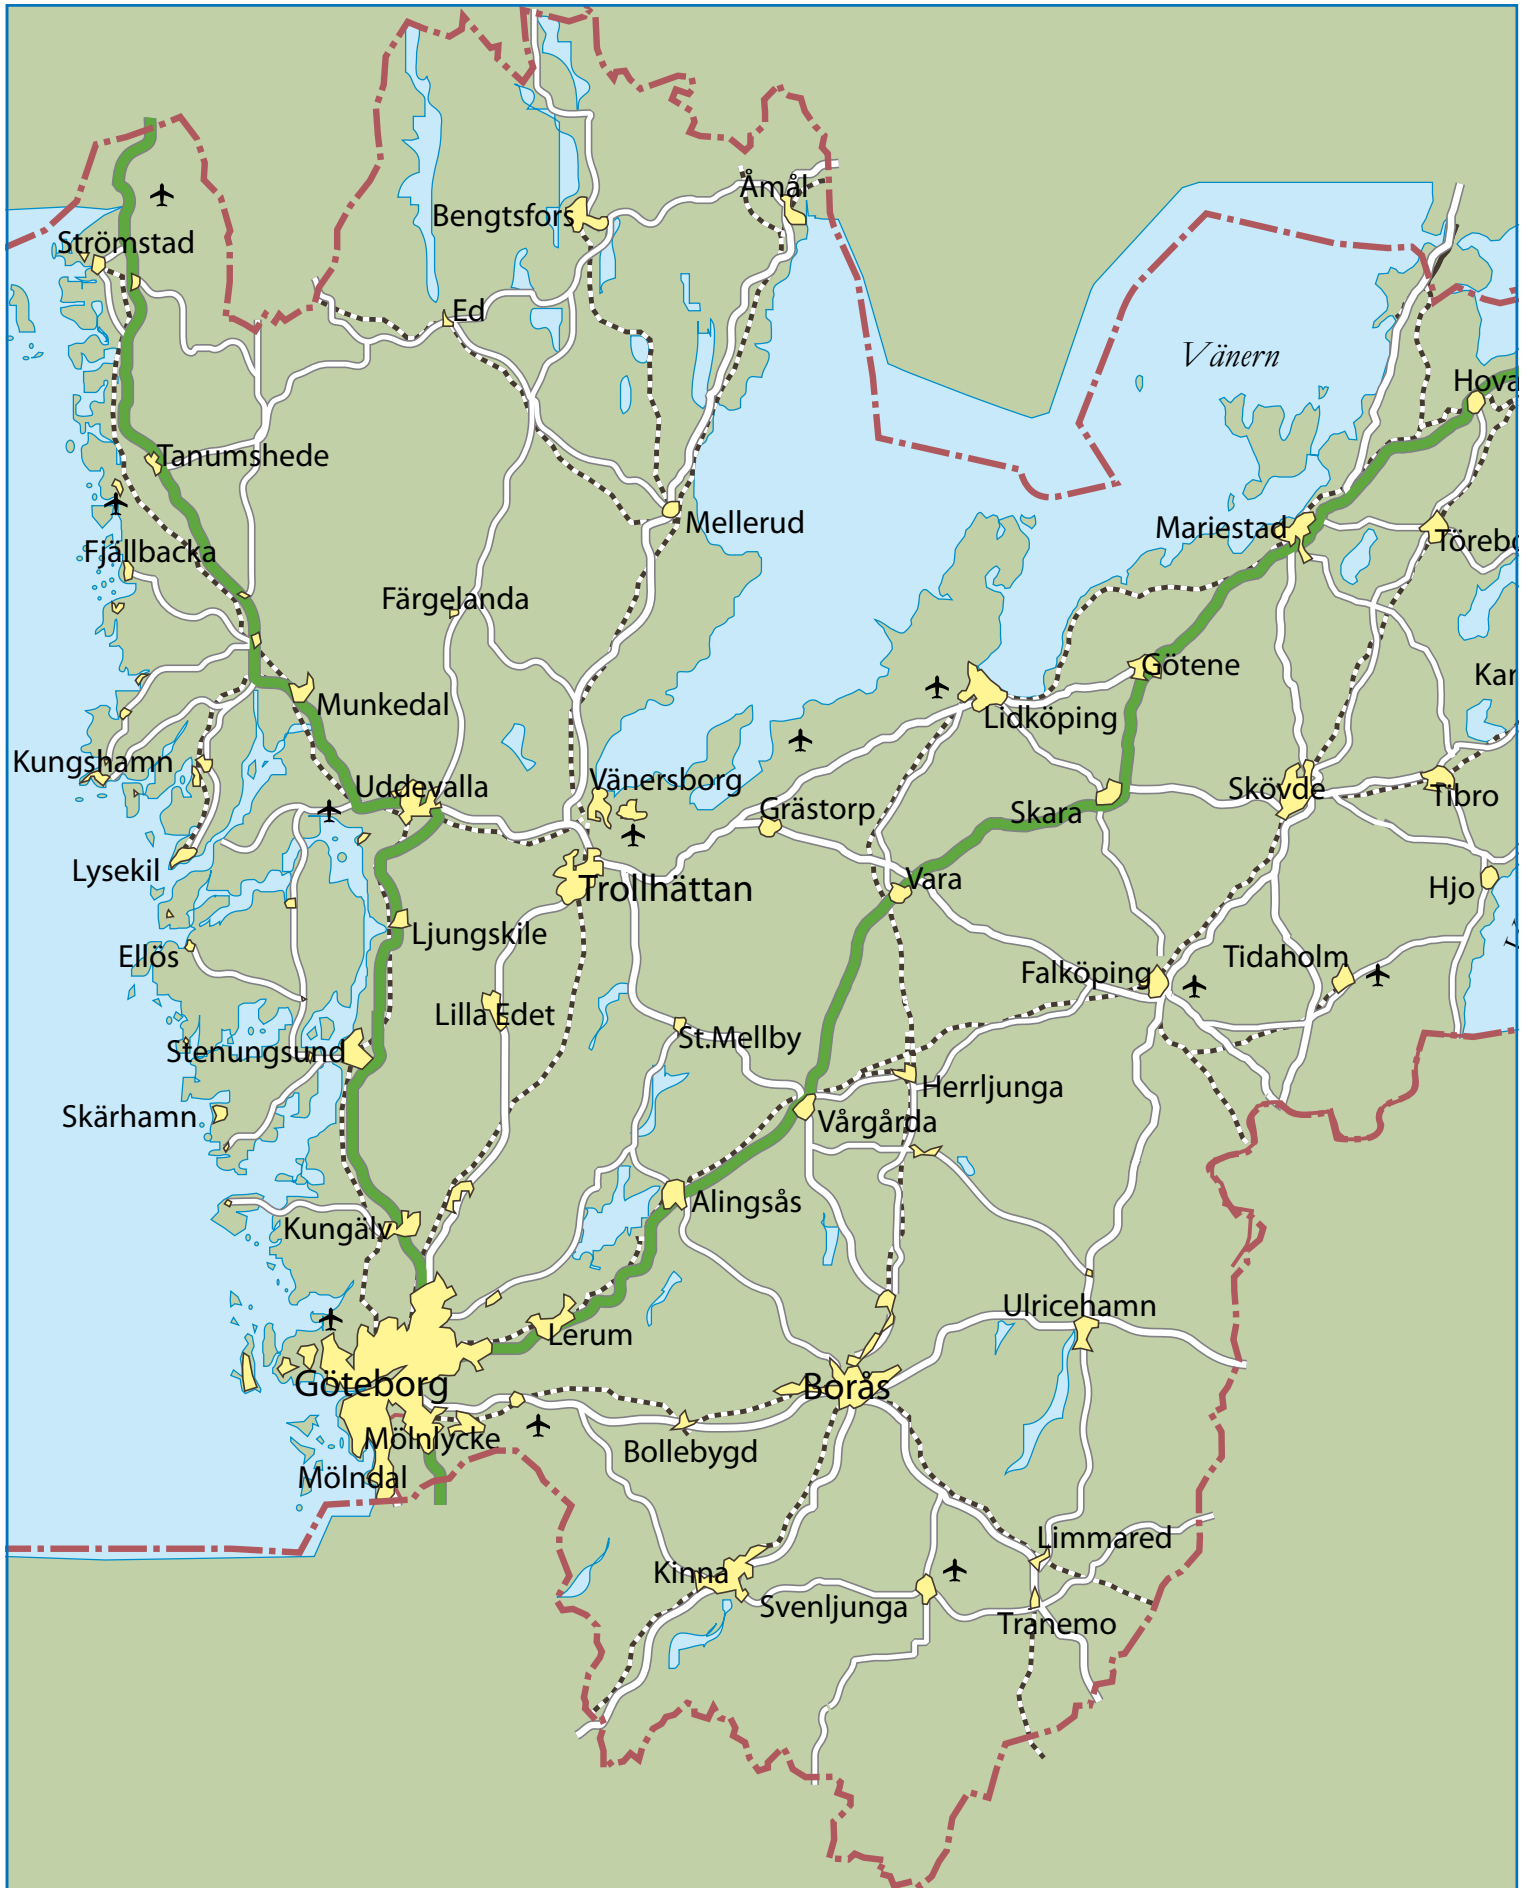 Åmål
Bengtsfors
Strömstad
Ed
Vänern
Hova
Tanumshede
Mellerud
Mariestad
Törebo
Fjällbacka
Färgelanda
Götene
Kar
Munkedal
Lidköping
Kungshamn
Uddevalla
Vänersborg
Grästorp
Skara
Skövde
Tibro
Lysekil
Trollhättan
Vara
Hjo
Ljungskile
Ellös
Falköping
Tidaholm
Lilla Edet
St.Mellby
Stenungsund
Herrljunga
Skärhamn
Vårgårda
Alingsås
Kungälv
Ulricehamn
Lerum
Göteborg
Borås
Mölnlycke
Bollebygd
Mölndal
Limmared
Kinna
Svenljunga
Tranemo